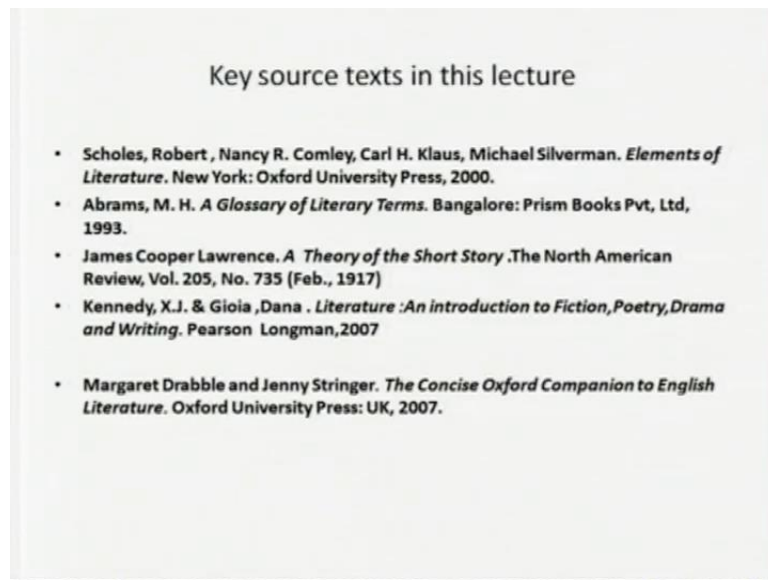 Key source texts in this lecture
• Scholes, Robert , Nancy R. Comley, Carl H. Klaus, Michael Silverman. Elements of
Literature. New York: Oxford University Press, 2000.
• Abrams, M. H. A Glossary of Literary Terms. Bangalore: Prism Books Pvt, Ltd,
1993.
• James Cooper Lawrence. A Theory of the Short Story .The North American
Review, Vol. 205, No. 735 (Feb., 1917)
• Kennedy, X.J. & Gioia ,Dana . Literature :An introduction to Fiction,Poetry,Drama
and Writing. Pearson Longman,2007
• Margaret Drabble and Jenny Stringer. The Concise Oxford Companion to English
Literature. Oxford University Press: UK, 2007.